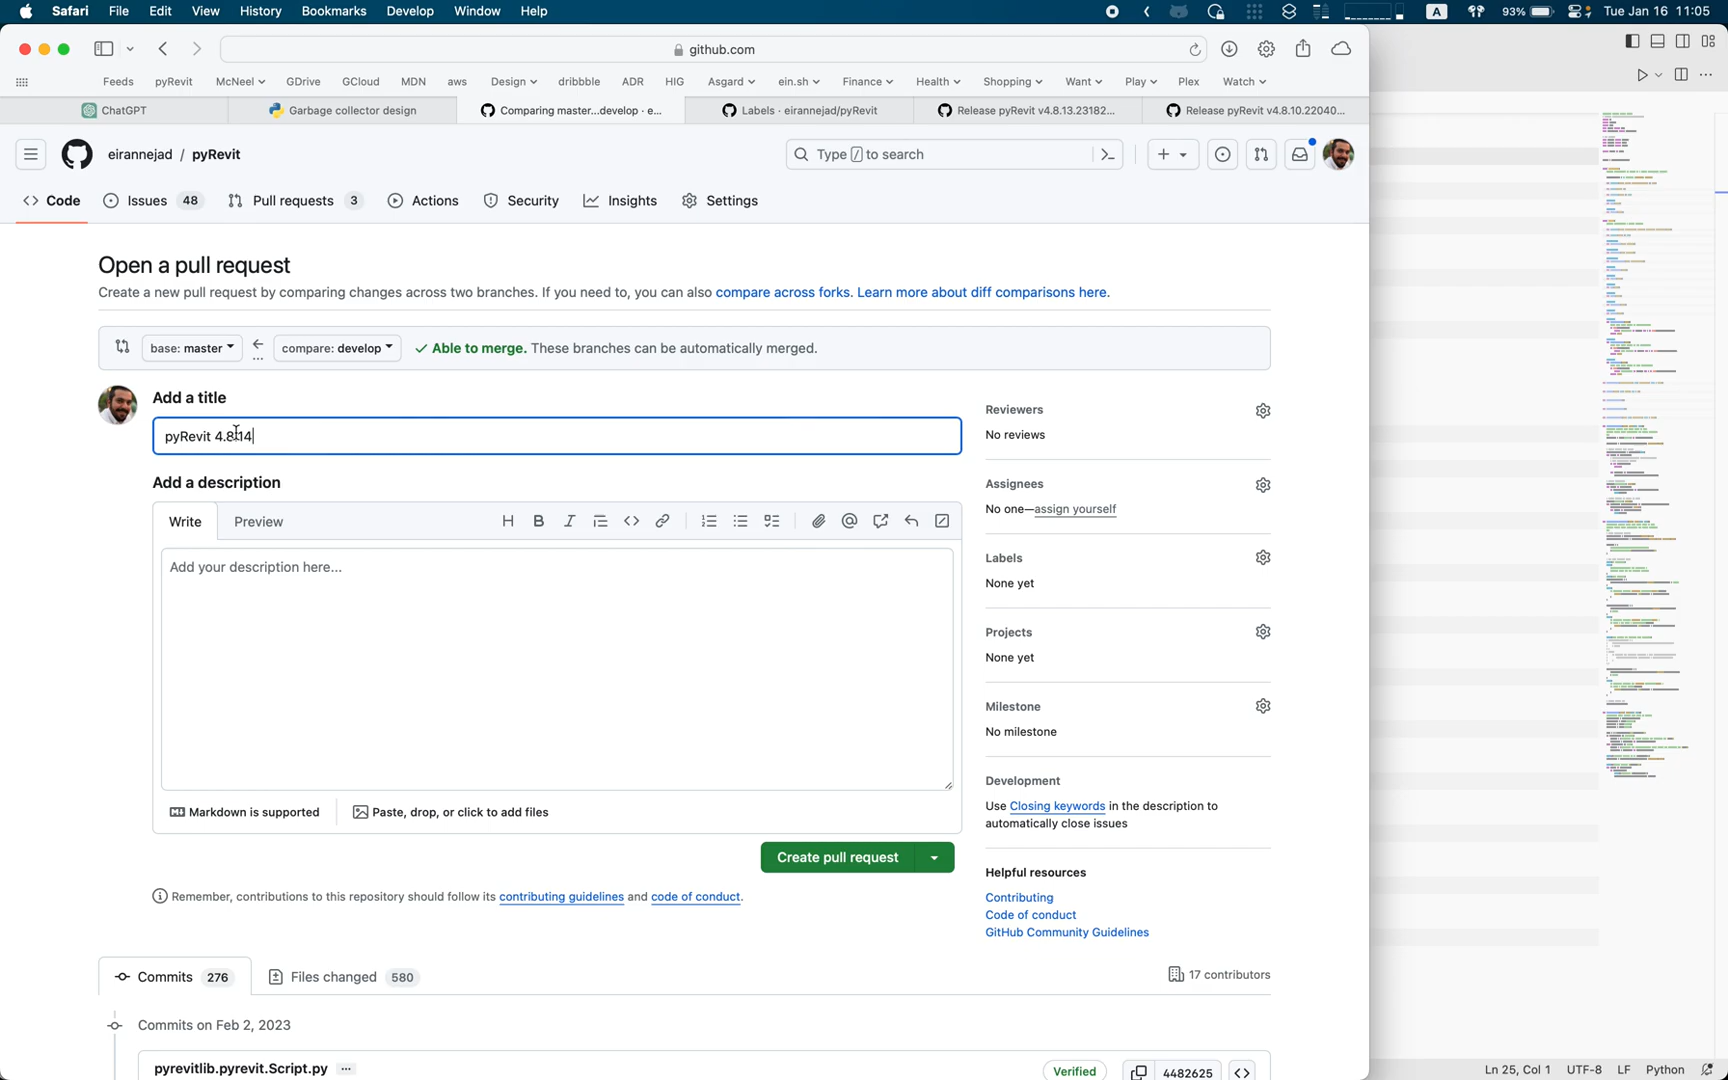 Safari File Edit View History Bookmarks Develop Window Help
A 93% Tue Jan 16 11:05
github.com
Feeds pyRevit McNeel GDrive GCloud MDN aws Design dribbble ADR HIG Asgard ein.sh Finance Health Shopping Want Play Plex Watch
ChatGPT Garbage collector design Comparing master...develop · e... Labels · eirannejad/pyRevit Release pyRevit v4.8.13.23182... Release pyRevit v4.8.10.22040...
eirannejad / pyRevit
Type / to search
Code Issues 48 Pull requests 3 Actions Security Insights Settings
Open a pull request
Create a new pull request by comparing changes across two branches. If you need to, you can also compare across forks. Learn more about diff comparisons here.
base: master ← compare: develop ✓ Able to merge. These branches can be automatically merged.
Add a title
pyRevit 4.8.14
Add a description
Write Preview
Add your description here...
Markdown is supported Paste, drop, or click to add files
Create pull request
Remember, contributions to this repository should follow its contributing guidelines and code of conduct.
Reviewers
No reviews
Assignees
No one—assign yourself
Labels
None yet
Projects
None yet
Milestone
No milestone
Development
Use Closing keywords in the description to
automatically close issues
Helpful resources
Contributing
Code of conduct
GitHub Community Guidelines
Commits 276 Files changed 580
17 contributors
Commits on Feb 2, 2023
pyrevitlib.pyrevit.Script.py ...
Verified 4482625
Ln 25, Col 1 UTF-8 LF Python